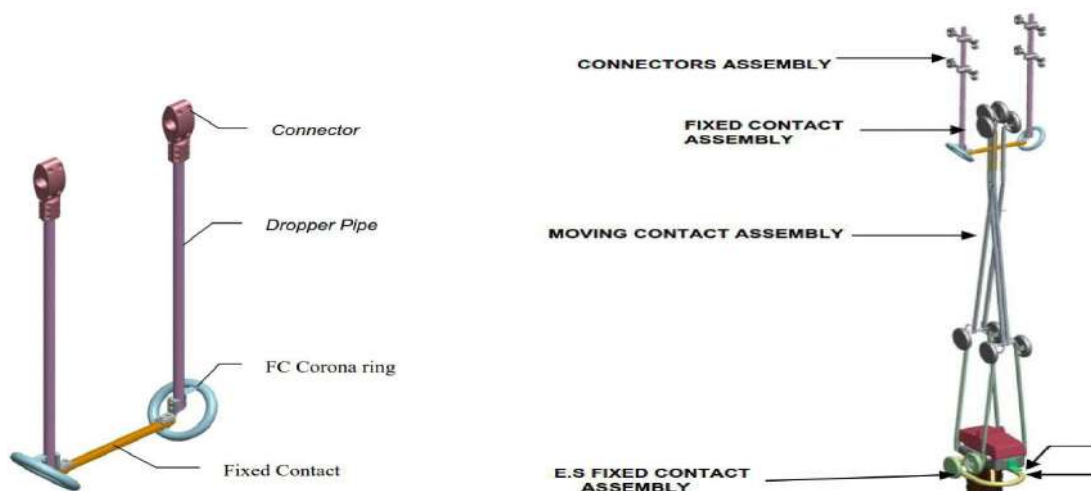 Connector
Dropper Pipe
FC Corona ring
Fixed Contact
CONNECTORS ASSEMBLY
FIXED CONTACT
ASSEMBLY
MOVING CONTACT ASSEMBLY
E.S FIXED CONTACT
ASSEMBLY